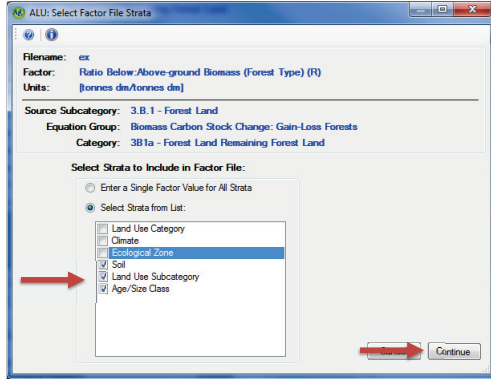 ALU: Select Factor File Strata
Filename: ex
Factor: Ratio Below:Above-ground Biomass (Forest Type) (R)
Units: [tonnes dm/tonnes dm]
Source Subcategory: 3.B.1 - Forest Land
Equation Group: Biomass Carbon Stock Change: Gain-Loss Forests
Category: 3B1a - Forest Land Remaining Forest Land
Select Strata to Include in Factor File:
Enter a Single Factor Value for All Strata
Select Strata from List:
Land Use Category
Climate
Ecological Zone
Soil
Land Use Subcategory
Age/Size Class
Continue